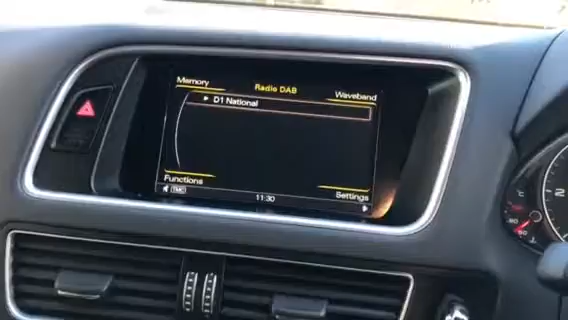 Memory
Radio DAB
Waveband
D1 National
Functions
Settings
TMC
11:30